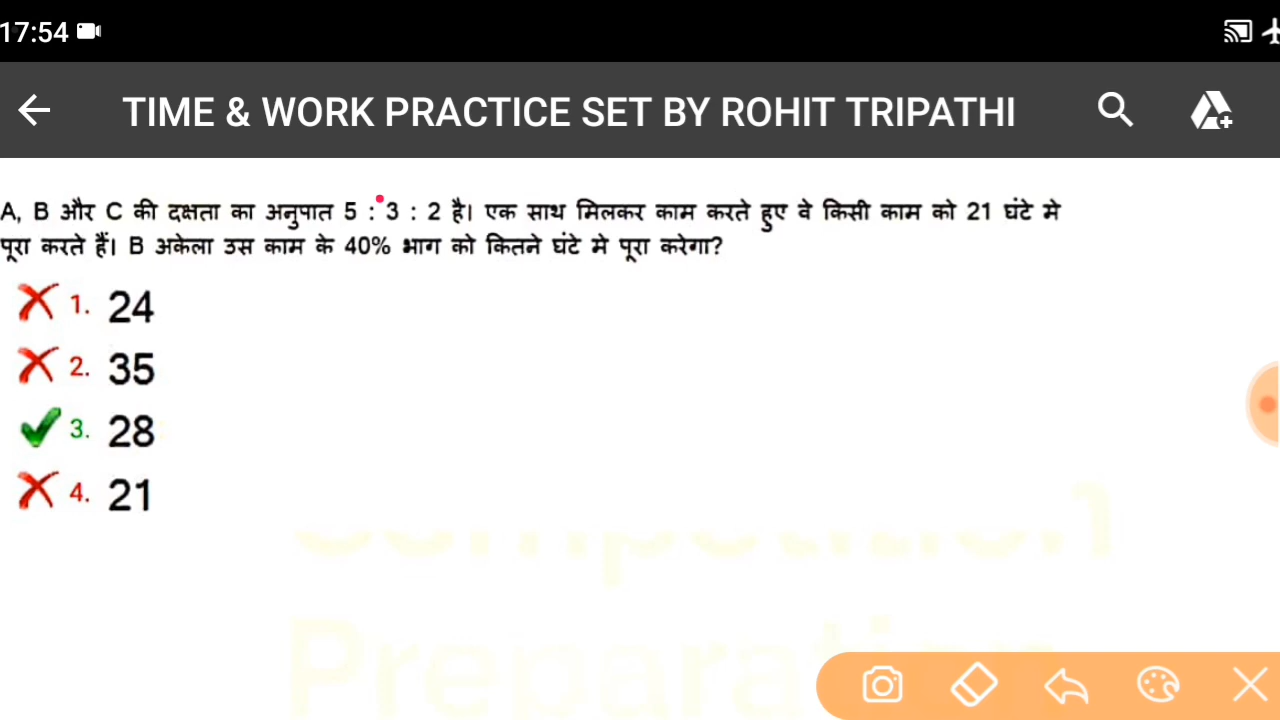 17:54
TIME & WORK PRACTICE SET BY ROHIT TRIPATHI
A, B और C की दक्षता का अनुपात 5 : 3 : 2 है। एक साथ मिलकर काम करते हुए वे किसी काम को 21 घंटे मे
पूरा करते हैं। B अकेला उस काम के 40% भाग को कितने घंटे मे पूरा करेगा?
1. 24
2. 35
3. 28
4. 21
Preparation